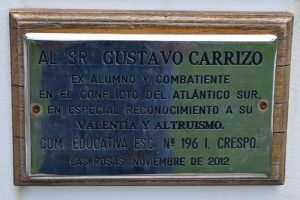 AL SR. GUSTAVO CARRIZO
EX ALUMNO Y COMBATIENTE
EN EL CONFLICTO DEL ATLÁNTICO SUR.
EN ESPECIAL RECONOCIMIENTO A SU
VALENTÍA Y ALTRUISMO.
COM. EDUCATIVA ESC. Nº 196 I. CRESPO.
LAS ROSAS, NOVIEMBRE DE 2012